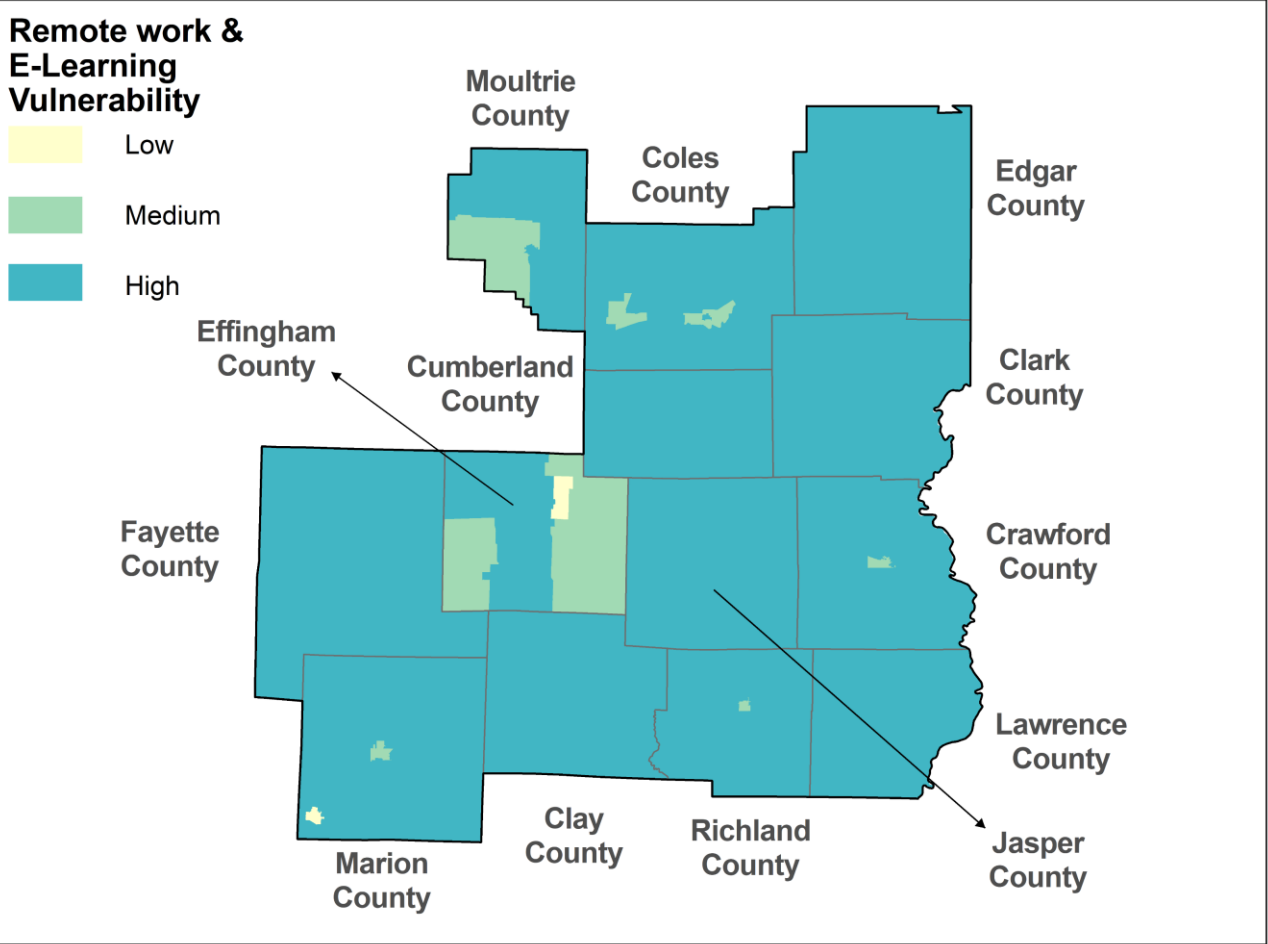 Remote work &
E-Learning
Vulnerability
Low
Medium
High
Moultrie
County
Coles
County
Edgar
County
Effingham
County
Cumberland
County
Clark
County
Fayette
County
Crawford
County
Lawrence
County
Clay
County
Richland
County
Jasper
County
Marion
County